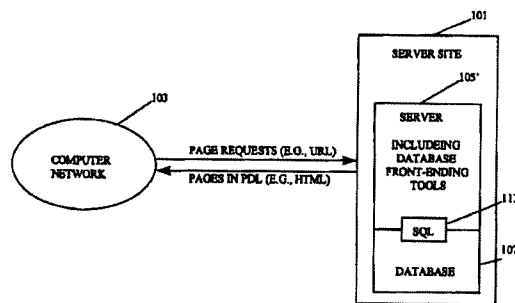 101
SERVER SITE
103
105'
SERVER
INCLUDEING
DATABASE
FRONT-ENDING
TOOLS
COMPUTER
NETWORK
PAGE REQUESTS (E.G., URL)
PAGES IN PDL (E.G., HTML)
SQL
DATABASE
107